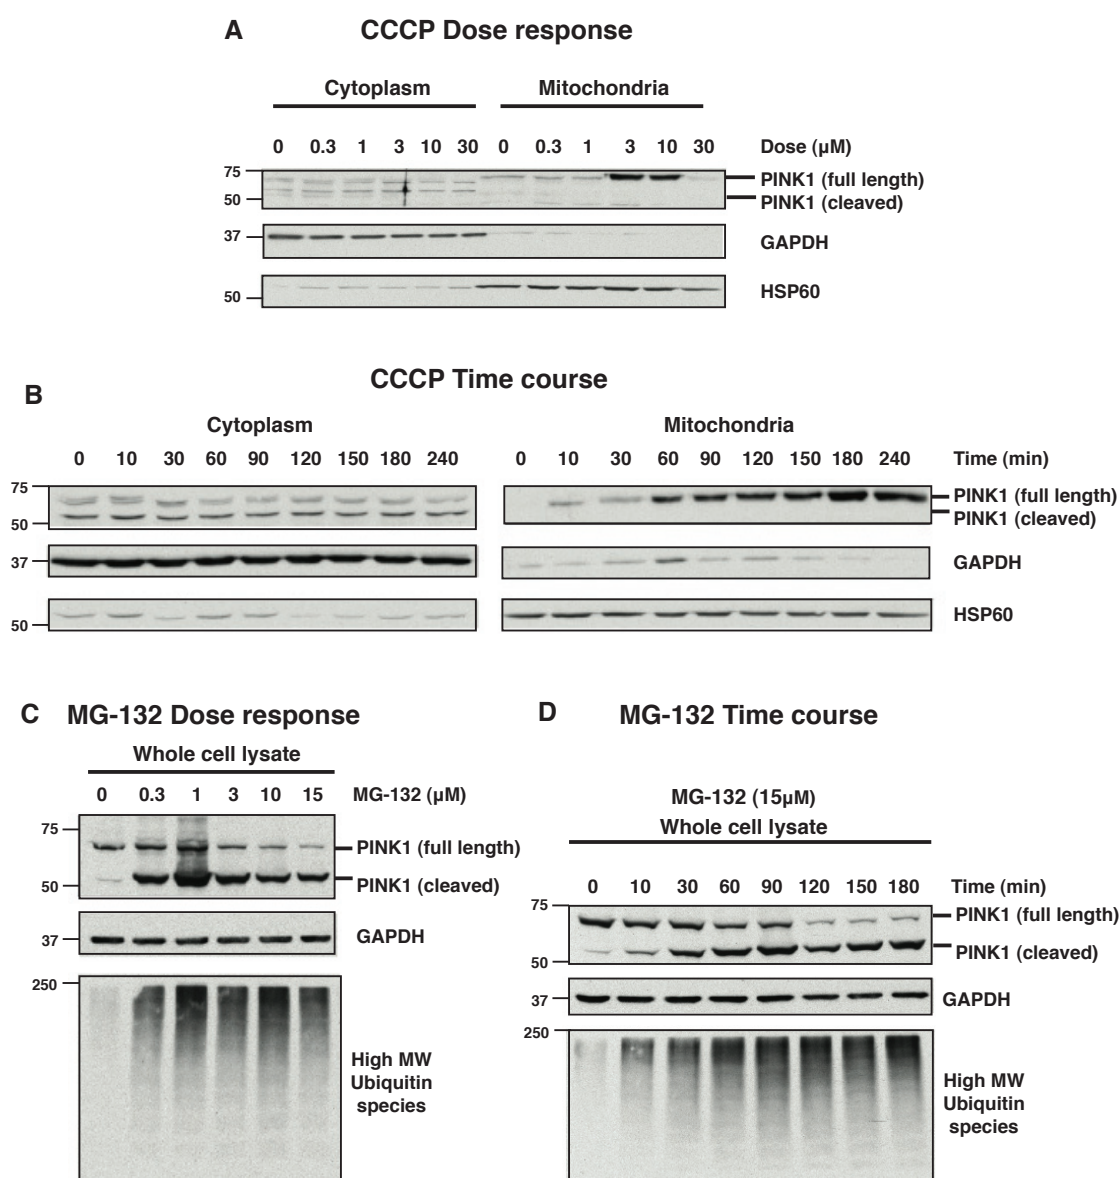 A CCCP Dose response
Cytoplasm Mitochondria
0 0.3 1 3 10 30 0 0.3 1 3 10 30 Dose (µM)
75
PINK1 (full length)
50
PINK1 (cleaved)
37
GAPDH
50
HSP60
B CCCP Time course
Cytoplasm Mitochondria
0 10 30 60 90 120 150 180 240 0 10 30 60 90 120 150 180 240 Time (min)
75
PINK1 (full length)
50
PINK1 (cleaved)
37
GAPDH
50
HSP60
C MG-132 Dose response
Whole cell lysate
0 0.3 1 3 10 15 MG-132 (µM)
75
PINK1 (full length)
50
PINK1 (cleaved)
37
GAPDH
250
High MW
Ubiquitin
species
D MG-132 Time course
MG-132 (15µM)
Whole cell lysate
0 10 30 60 90 120 150 180 Time (min)
75
PINK1 (full length)
PINK1 (cleaved)
50
37
GAPDH
250
High MW
Ubiquitin
species